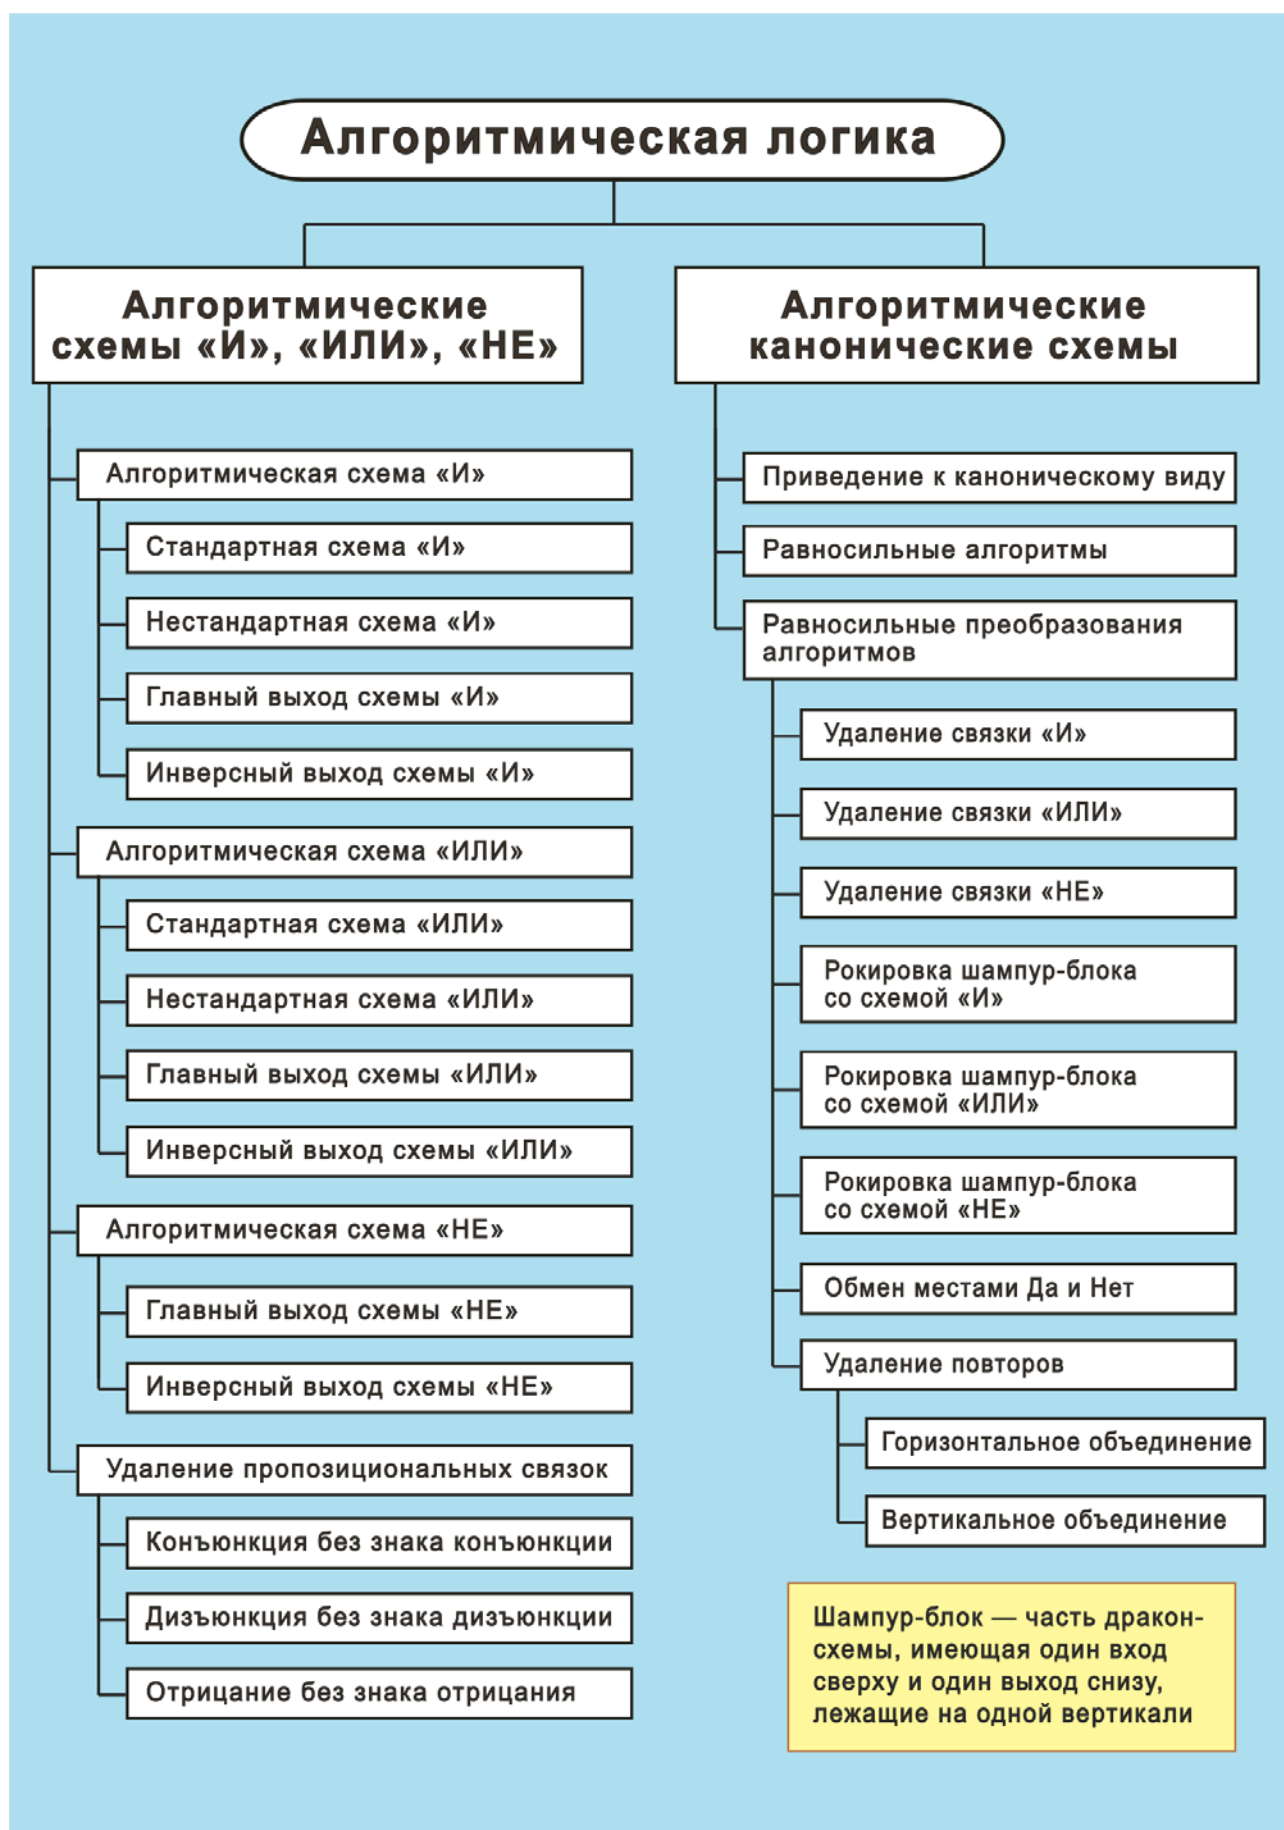 Алгоритмическая логика
Алгоритмические
схемы «И», «ИЛИ», «НЕ»
Алгоритмическая схема «И»
Стандартная схема «И»
Нестандартная схема «И»
Главный выход схемы «И»
Инверсный выход схемы «И»
Алгоритмическая схема «ИЛИ»
Стандартная схема «ИЛИ»
Нестандартная схема «ИЛИ»
Главный выход схемы «ИЛИ»
Инверсный выход схемы «ИЛИ»
Алгоритмическая схема «НЕ»
Главный выход схемы «НЕ»
Инверсный выход схемы «НЕ»
Удаление пропозициональных связок
Конъюнкция без знака конъюнкции
Дизъюнкция без знака дизъюнкции
Отрицание без знака отрицания
Алгоритмические
канонические схемы
Приведение к каноническому виду
Равносильные алгоритмы
Равносильные преобразования
алгоритмов
Удаление связки «И»
Удаление связки «ИЛИ»
Удаление связки «НЕ»
Рокировка шампур-блока
со схемой «И»
Рокировка шампур-блока
со схемой «ИЛИ»
Рокировка шампур-блока
со схемой «НЕ»
Обмен местами Да и Нет
Удаление повторов
Горизонтальное объединение
Вертикальное объединение
Шампур-блок — часть дракон-
схемы, имеющая один вход
сверху и один выход снизу,
лежащие на одной вертикали